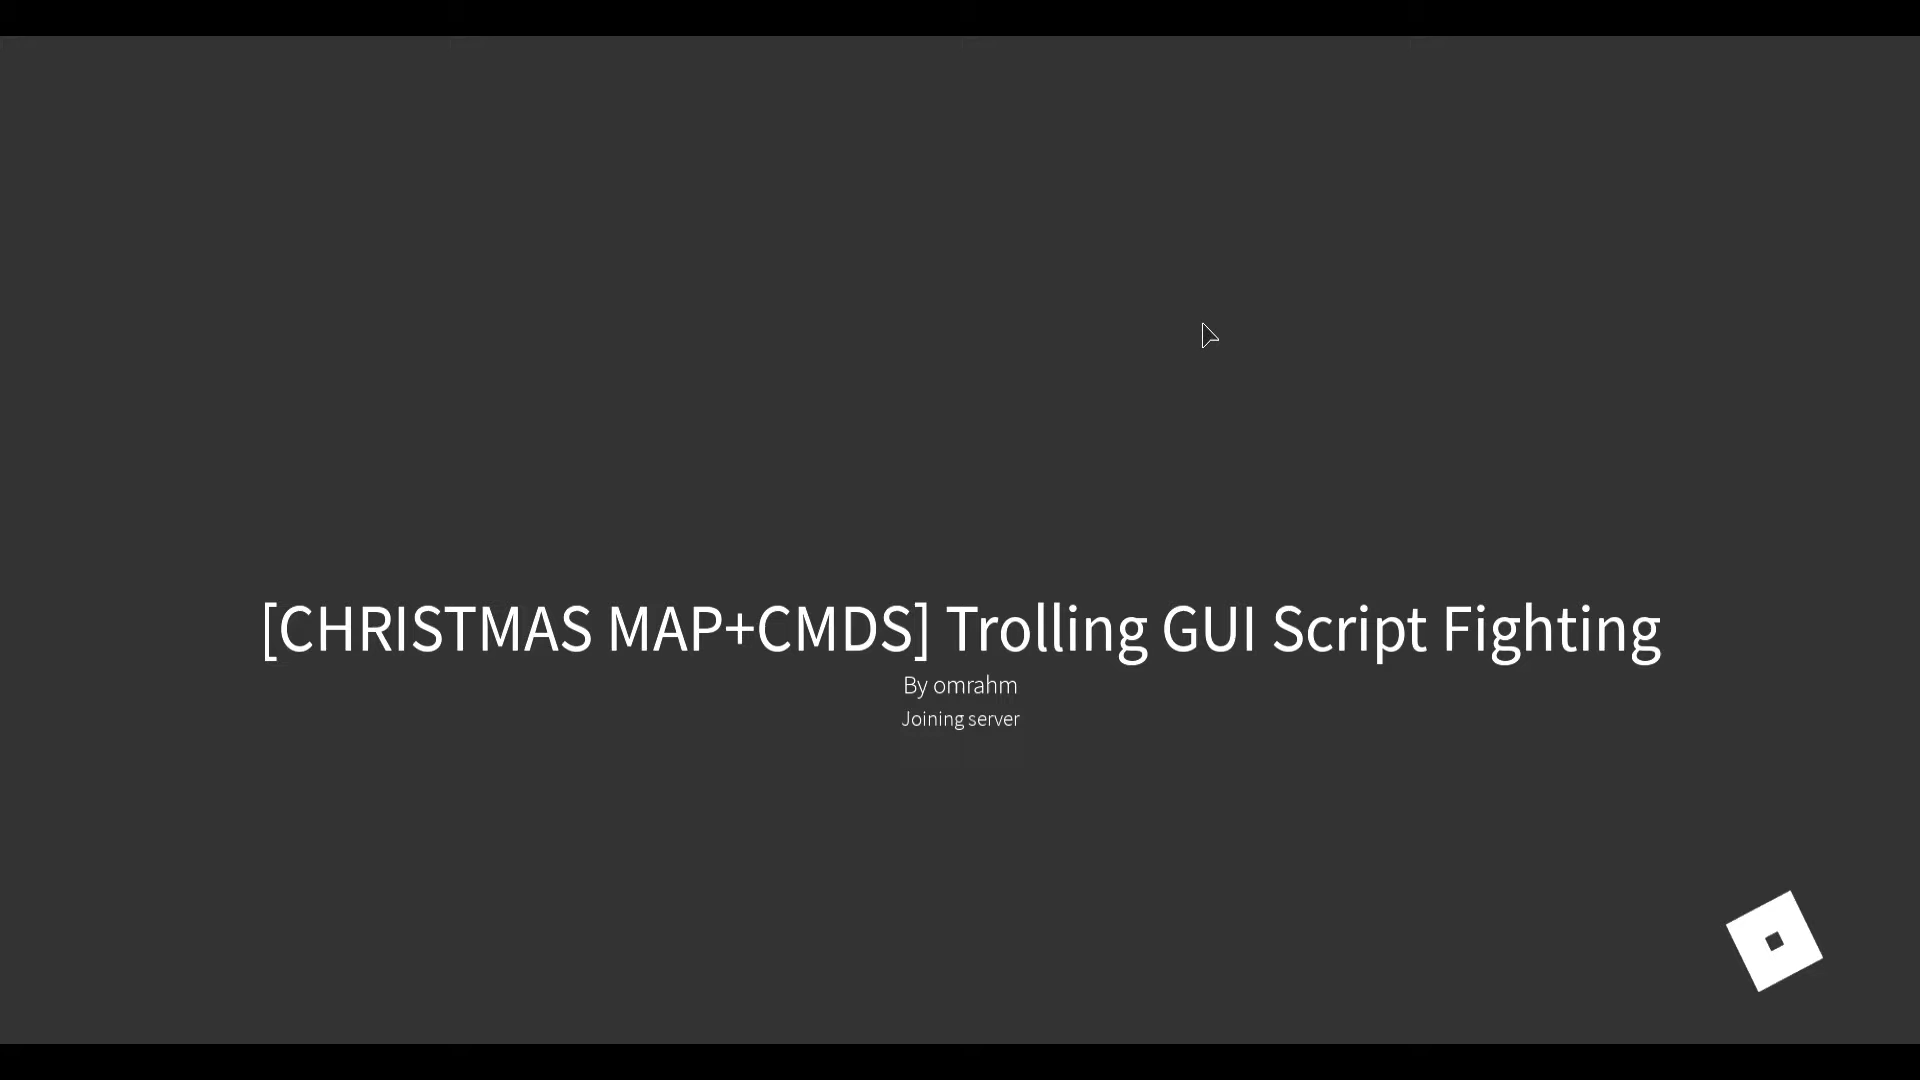 [CHRISTMAS MAP+CMDS] Trolling GUI Script Fighting
By omrahm
Joining server